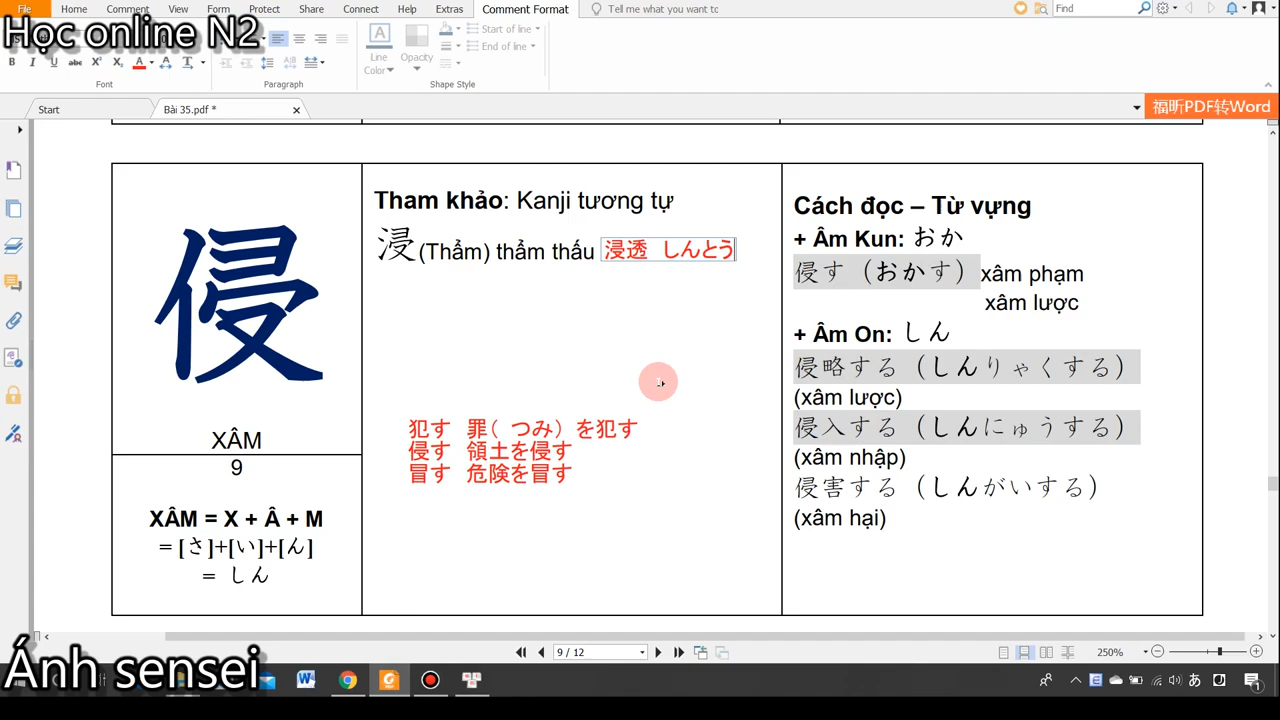 File Home Comment View Form Protect Share Connect Help Extras Comment Format Tell me what you want tc Find
Học online N2
Line Color
Opacity
Start of line
End of line
Font Paragraph Shape Style
Start Bài 35.pdf * 福昕PDF转Word
侵
XÂM
9
XÂM = X + Â + M
= [さ]+[い]+[ん]
= しん
Tham khảo: Kanji tương tự
浸(Thẩm) thẩm thấu 浸透 しんとう
犯す 罪( つみ）を犯す
侵す 領土を侵す
冒す 危険を冒す
Cách đọc – Từ vựng
+ Âm Kun: おか
侵す（おかす）xâm phạm
xâm lược
+ Âm On: しん
侵略する（しんりゃくする）
(xâm lược)
侵入する（しんにゅうする）
(xâm nhập)
侵害する（しんがいする）
(xâm hại)
9 / 12 250%
Ánh sensei